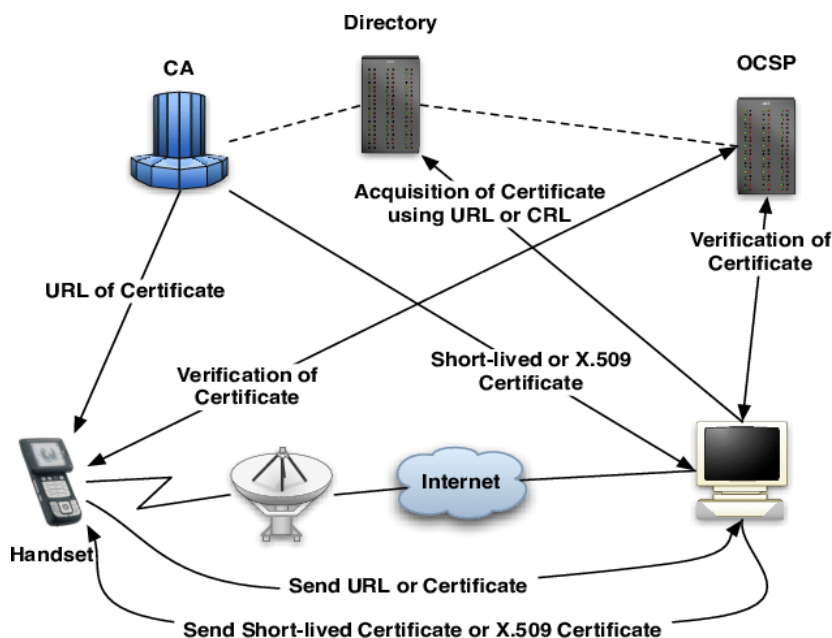 Directory
CA
OCSP
Acquisition of Certificate
using URL or CRL
Verification of
Certificate
URL of Certificate
Short-lived or X.509
Certificate
Verification of
Certificate
Internet
Handset
Send URL or Certificate
Send Short-lived Certificate or X.509 Certificate